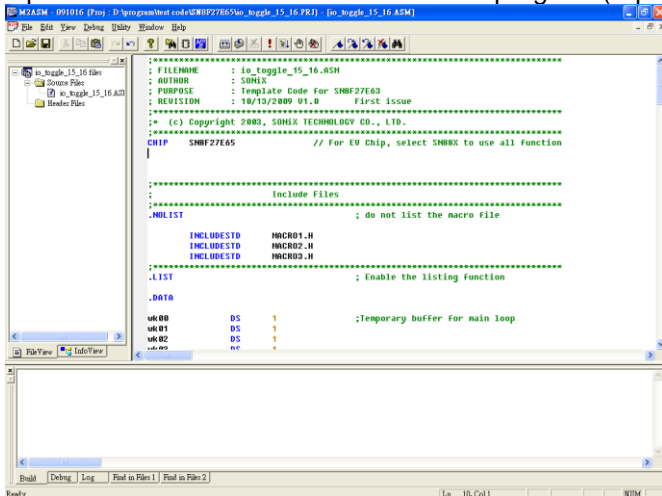 M2ASM - 091016 (Proj : D:\program\test code\SN8P27E65\io_toggle_15_16.PRJ) - [io_toggle_15_16.ASM]
File Edit View Debug Utility Window Help
io_toggle_15_16 files
Source Files
io_toggle_15_16.AS
Header Files
FileView InfoView
;*****************************************************************
; FILENAME : io_toggle_15_16.ASM
; AUTHOR : SONiX
; PURPOSE : Template Code for SN8F27E63
; REVISION : 10/13/2009 V1.0 First issue
;*****************************************************************
;* (c) Copyright 2003, SONiX TECHNOLOGY CO., LTD.
;*****************************************************************
CHIP SN8F27E65 // For EV Chip, select SN88X to use all function
;*****************************************************************
; Include Files
;*****************************************************************
.NOLIST ; do not list the macro file
INCLUDESTD MACRO1.H
INCLUDESTD MACRO2.H
INCLUDESTD MACRO3.H
;*****************************************************************
.LIST ; Enable the listing function
.DATA
wk00 DS 1 ;Temporary buffer for main loop
wk01 DS 1
wk02 DS 1
Build Debug Log Find in Files 1 Find in Files 2
Ready
Ln 10, Col 1
NUM